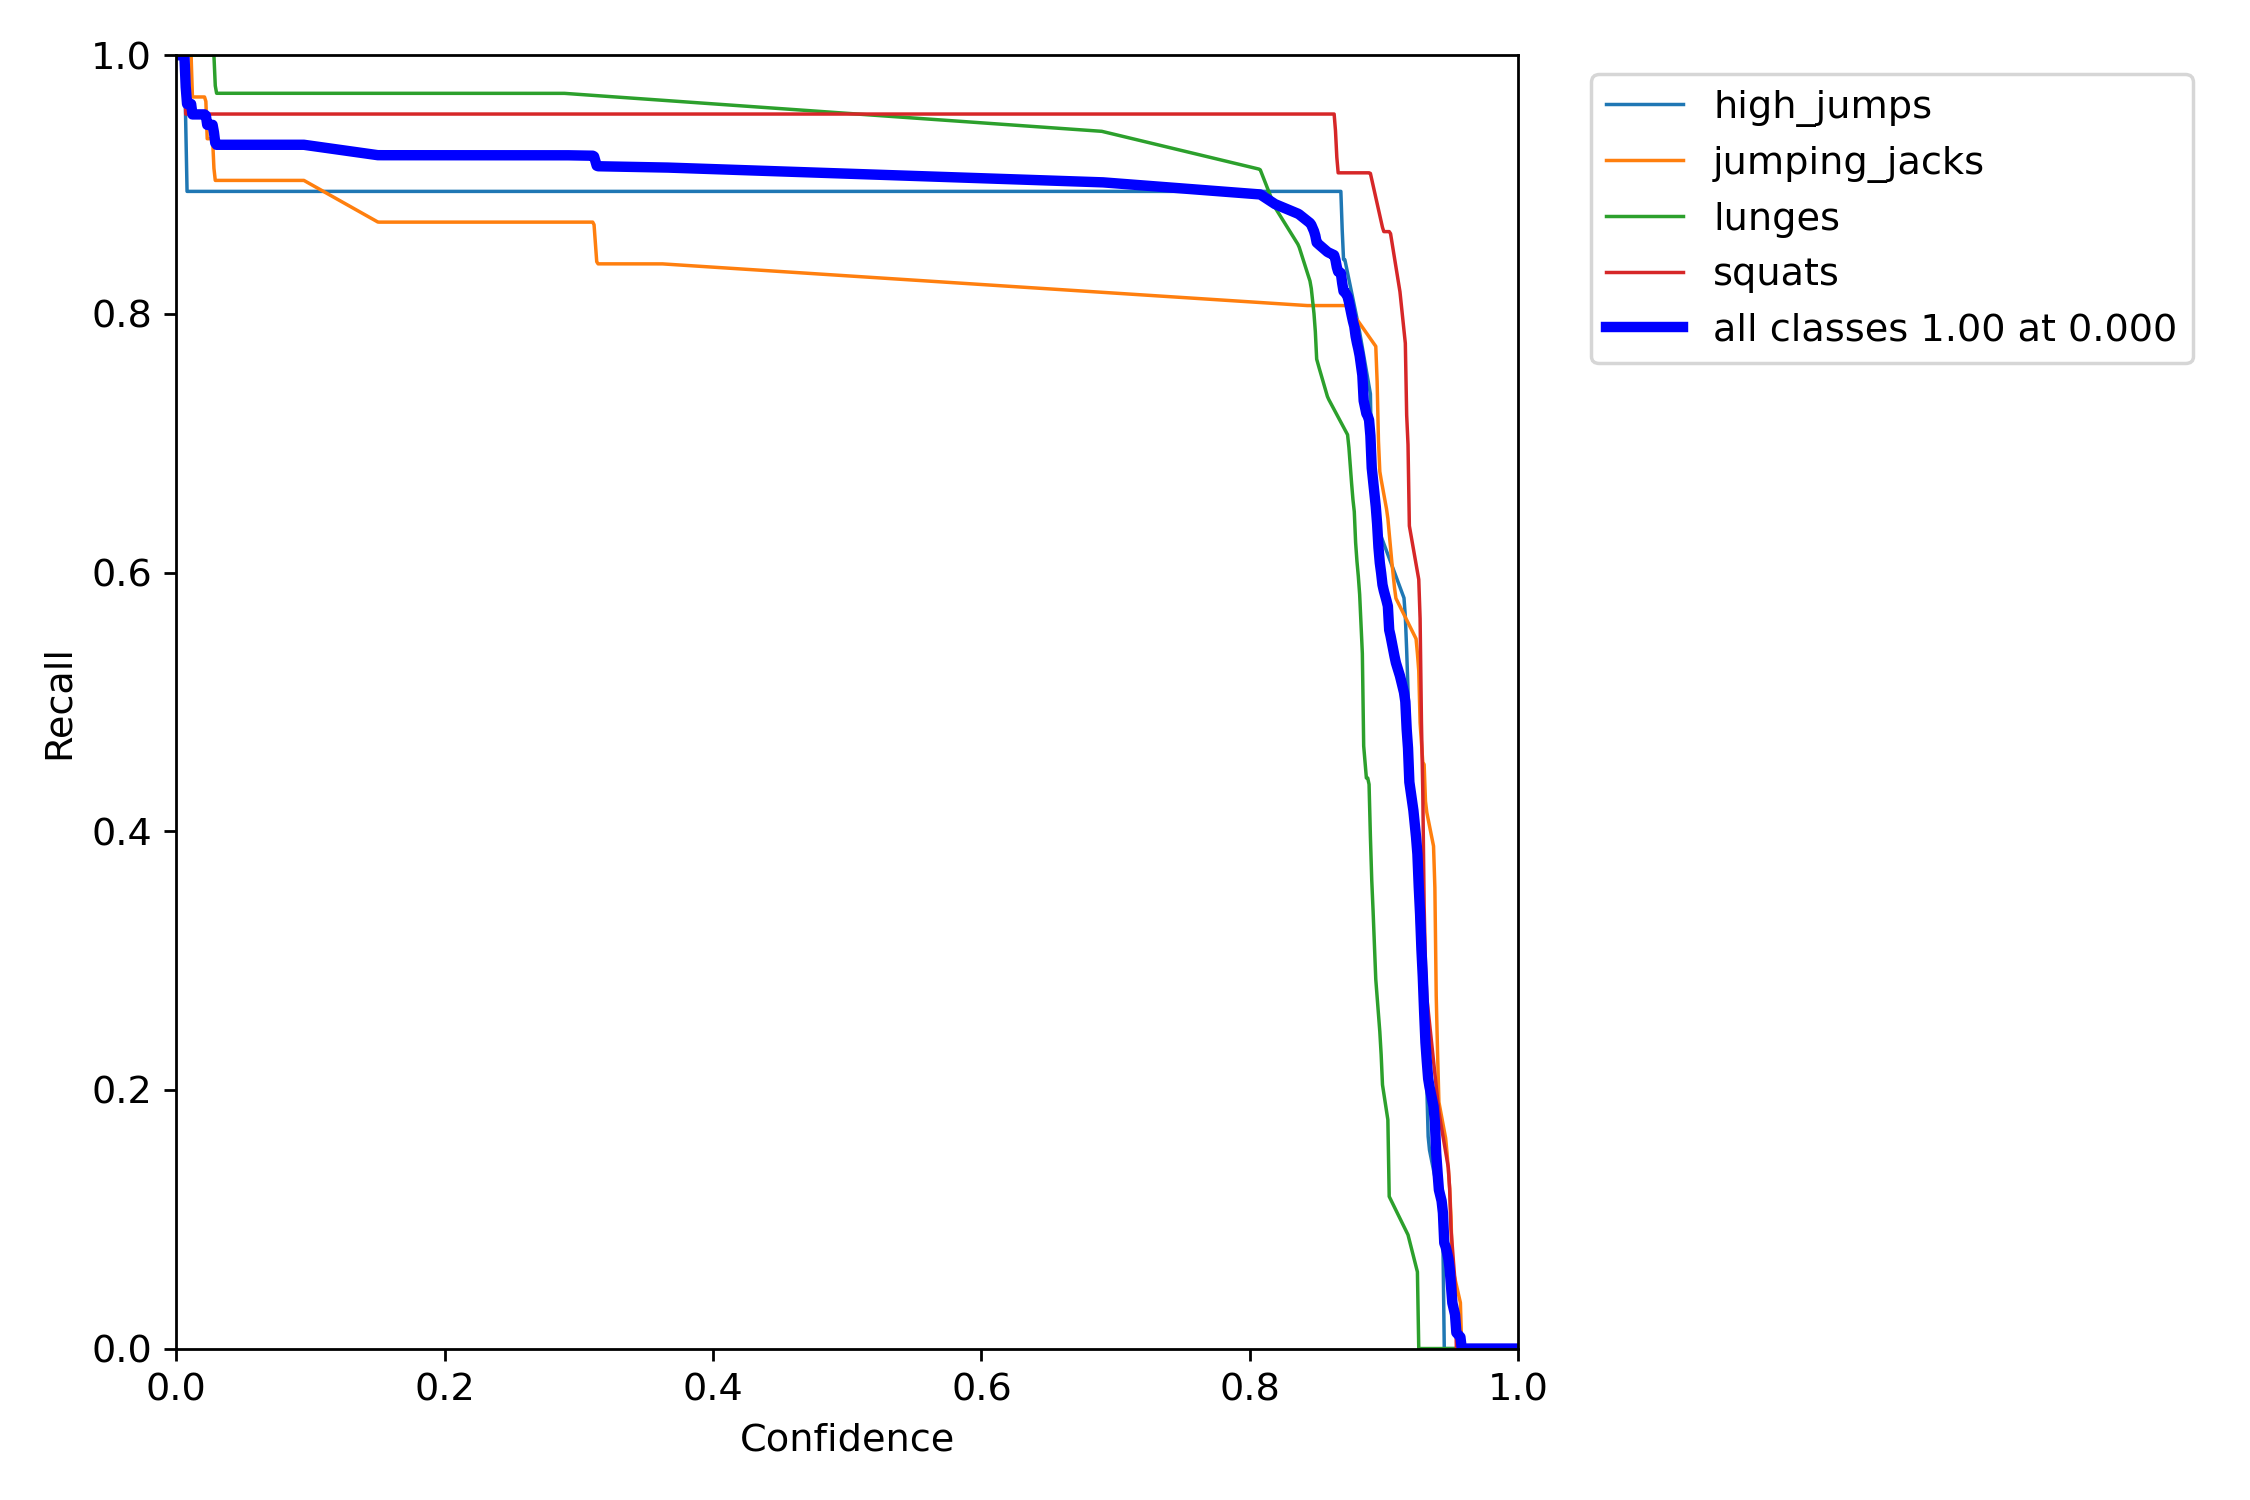 1.0
0.8
0.6
0.4
0.2
0.0
Recall
0.0 0.2 0.4 0.6 0.8 1.0
Confidence
high_jumps
jumping_jacks
lunges
squats
all classes 1.00 at 0.000